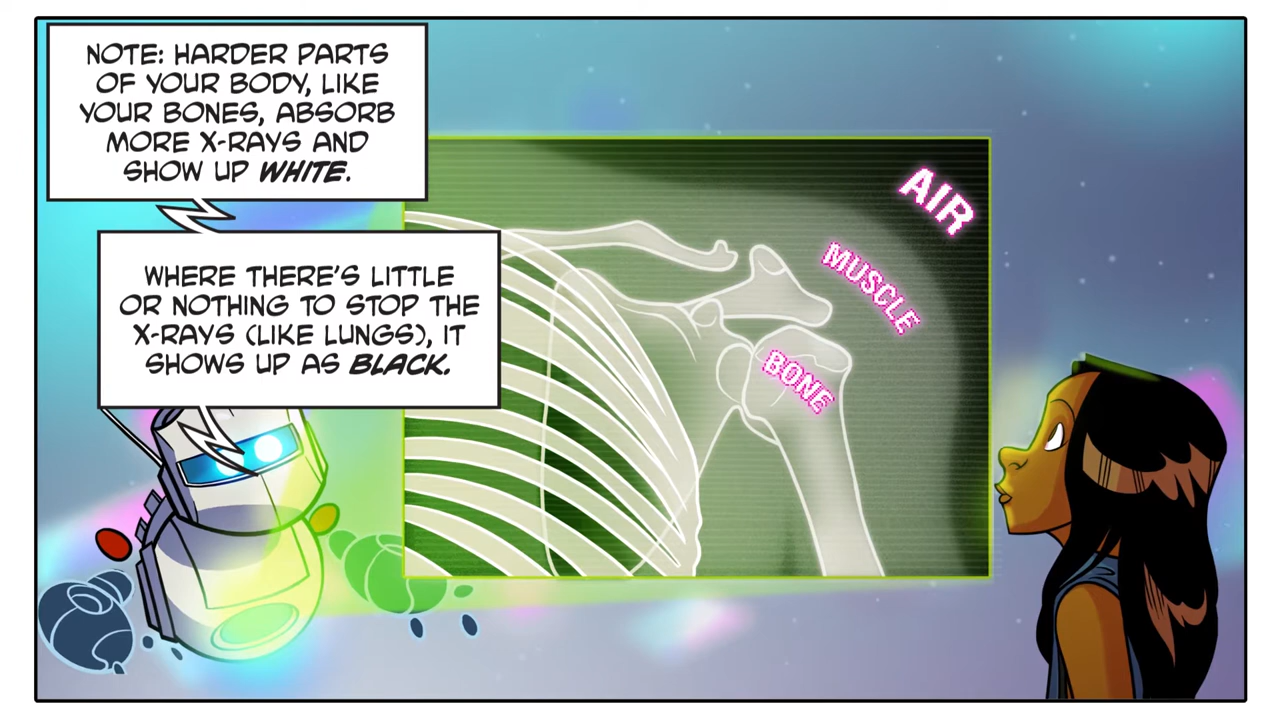 NOTE: HARDER PARTS
OF YOUR BODY, LIKE
YOUR BONES, ABSORB
MORE X-RAYS AND
SHOW UP WHITE.
WHERE THERE'S LITTLE
OR NOTHING TO STOP THE
X-RAYS (LIKE LUNGS), IT
SHOWS UP AS BLACK.
AIR
MUSCLE
BONE